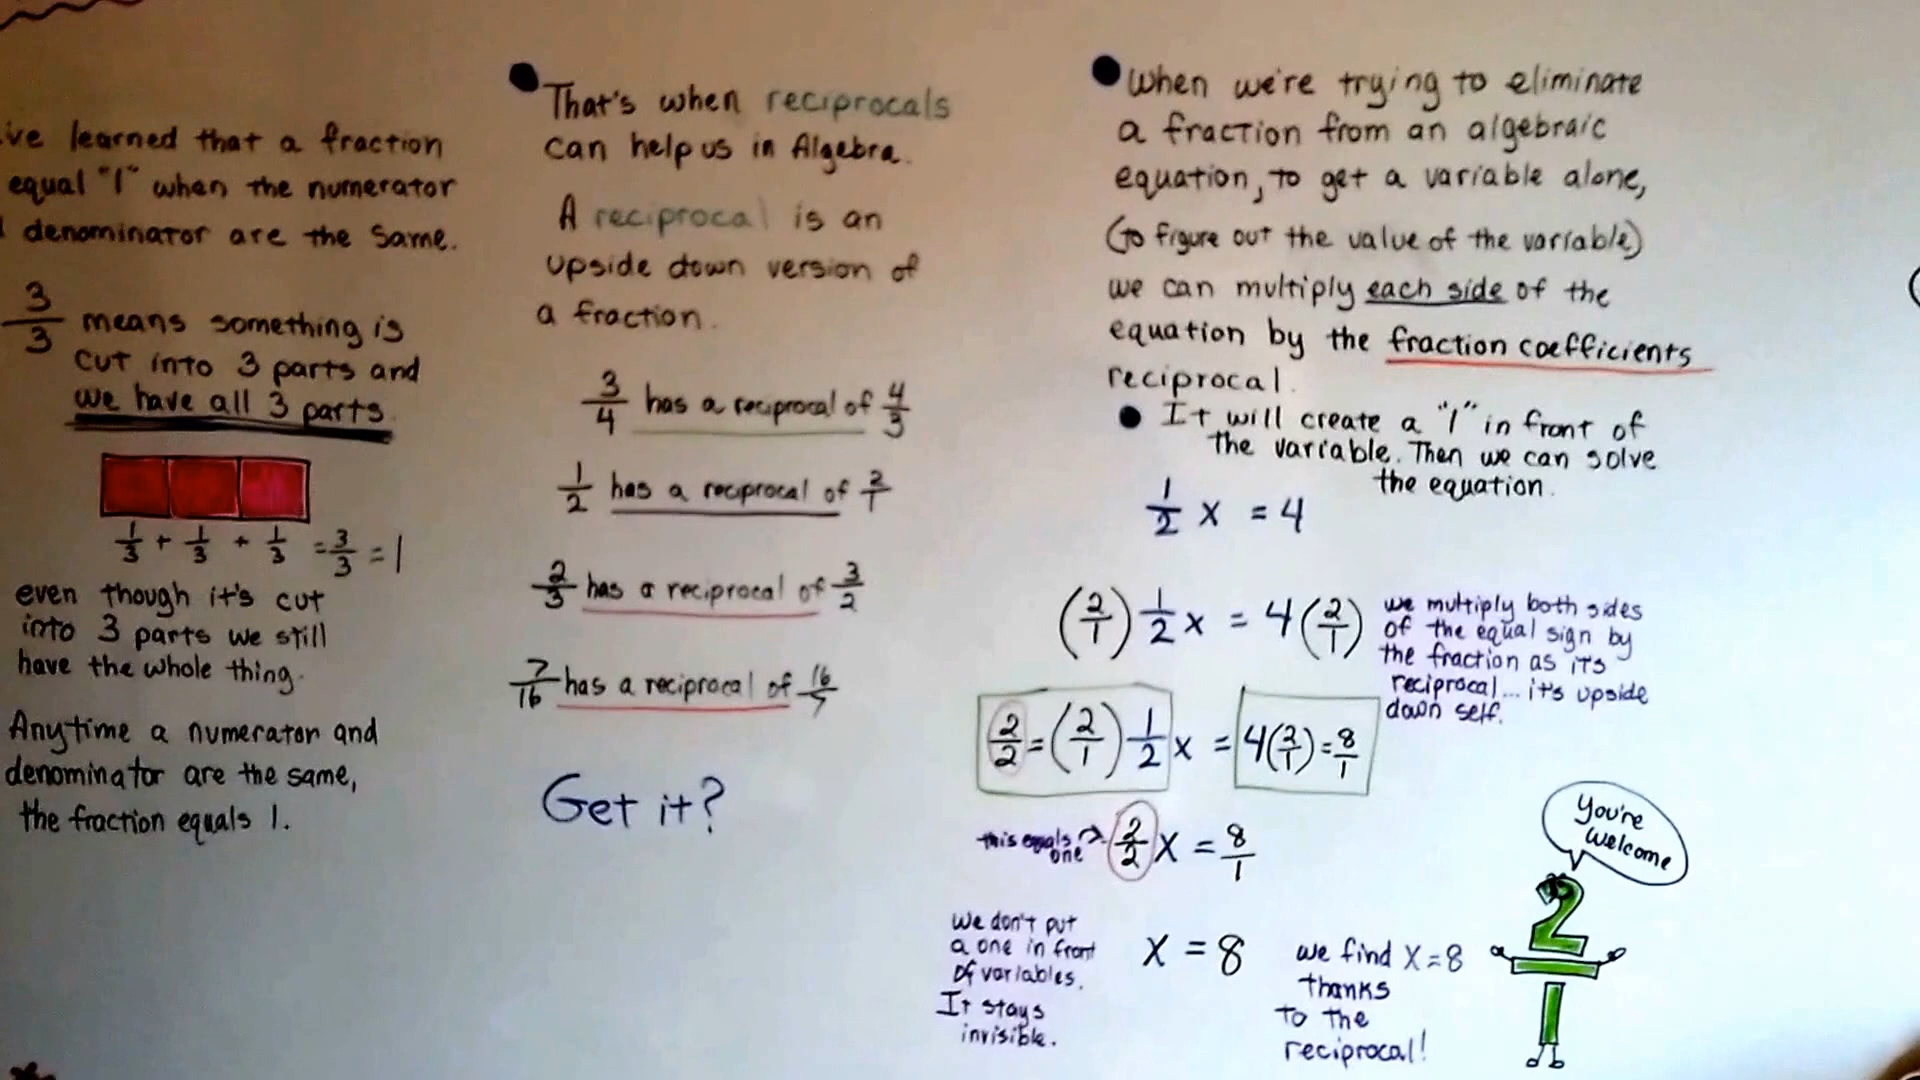 've learned that a fraction
equal "1" when the numerator
denominator are the same.
3/3 means something is
cut into 3 parts and
we have all 3 parts.
1/3 + 1/3 + 1/3 = 3/3 = 1
even though it's cut
into 3 parts we still
have the whole thing.
Anytime a numerator and
denominator are the same,
the fraction equals 1.
That's when reciprocals
can help us in Algebra.
A reciprocal is an
upside down version of
a fraction.
3/4 has a reciprocal of 4/3
1/2 has a reciprocal of 2/1
2/3 has a reciprocal of 3/2
7/16 has a reciprocal of 16/7
Get it?
When we're trying to eliminate
a fraction from an algebraic
equation, to get a variable alone,
(to figure out the value of the variable)
we can multiply each side of the
equation by the fraction coefficients
reciprocal.
It will create a "1" in front of
the variable. Then we can solve
the equation.
1/2 x = 4
(2/1) 1/2 x = 4 (2/1)
we multiply both sides
of the equal sign by
the fraction as it's
reciprocal... it's upside
down self.
2/2 = (2/1) 1/2 x = 4(2/1) = 8/1
this equals
one
2/2 x = 8/1
We don't put
a one in front
of variables.
It stays
invisible.
x = 8
we find x = 8
thanks
to the
reciprocal!
You're
welcome
2
1